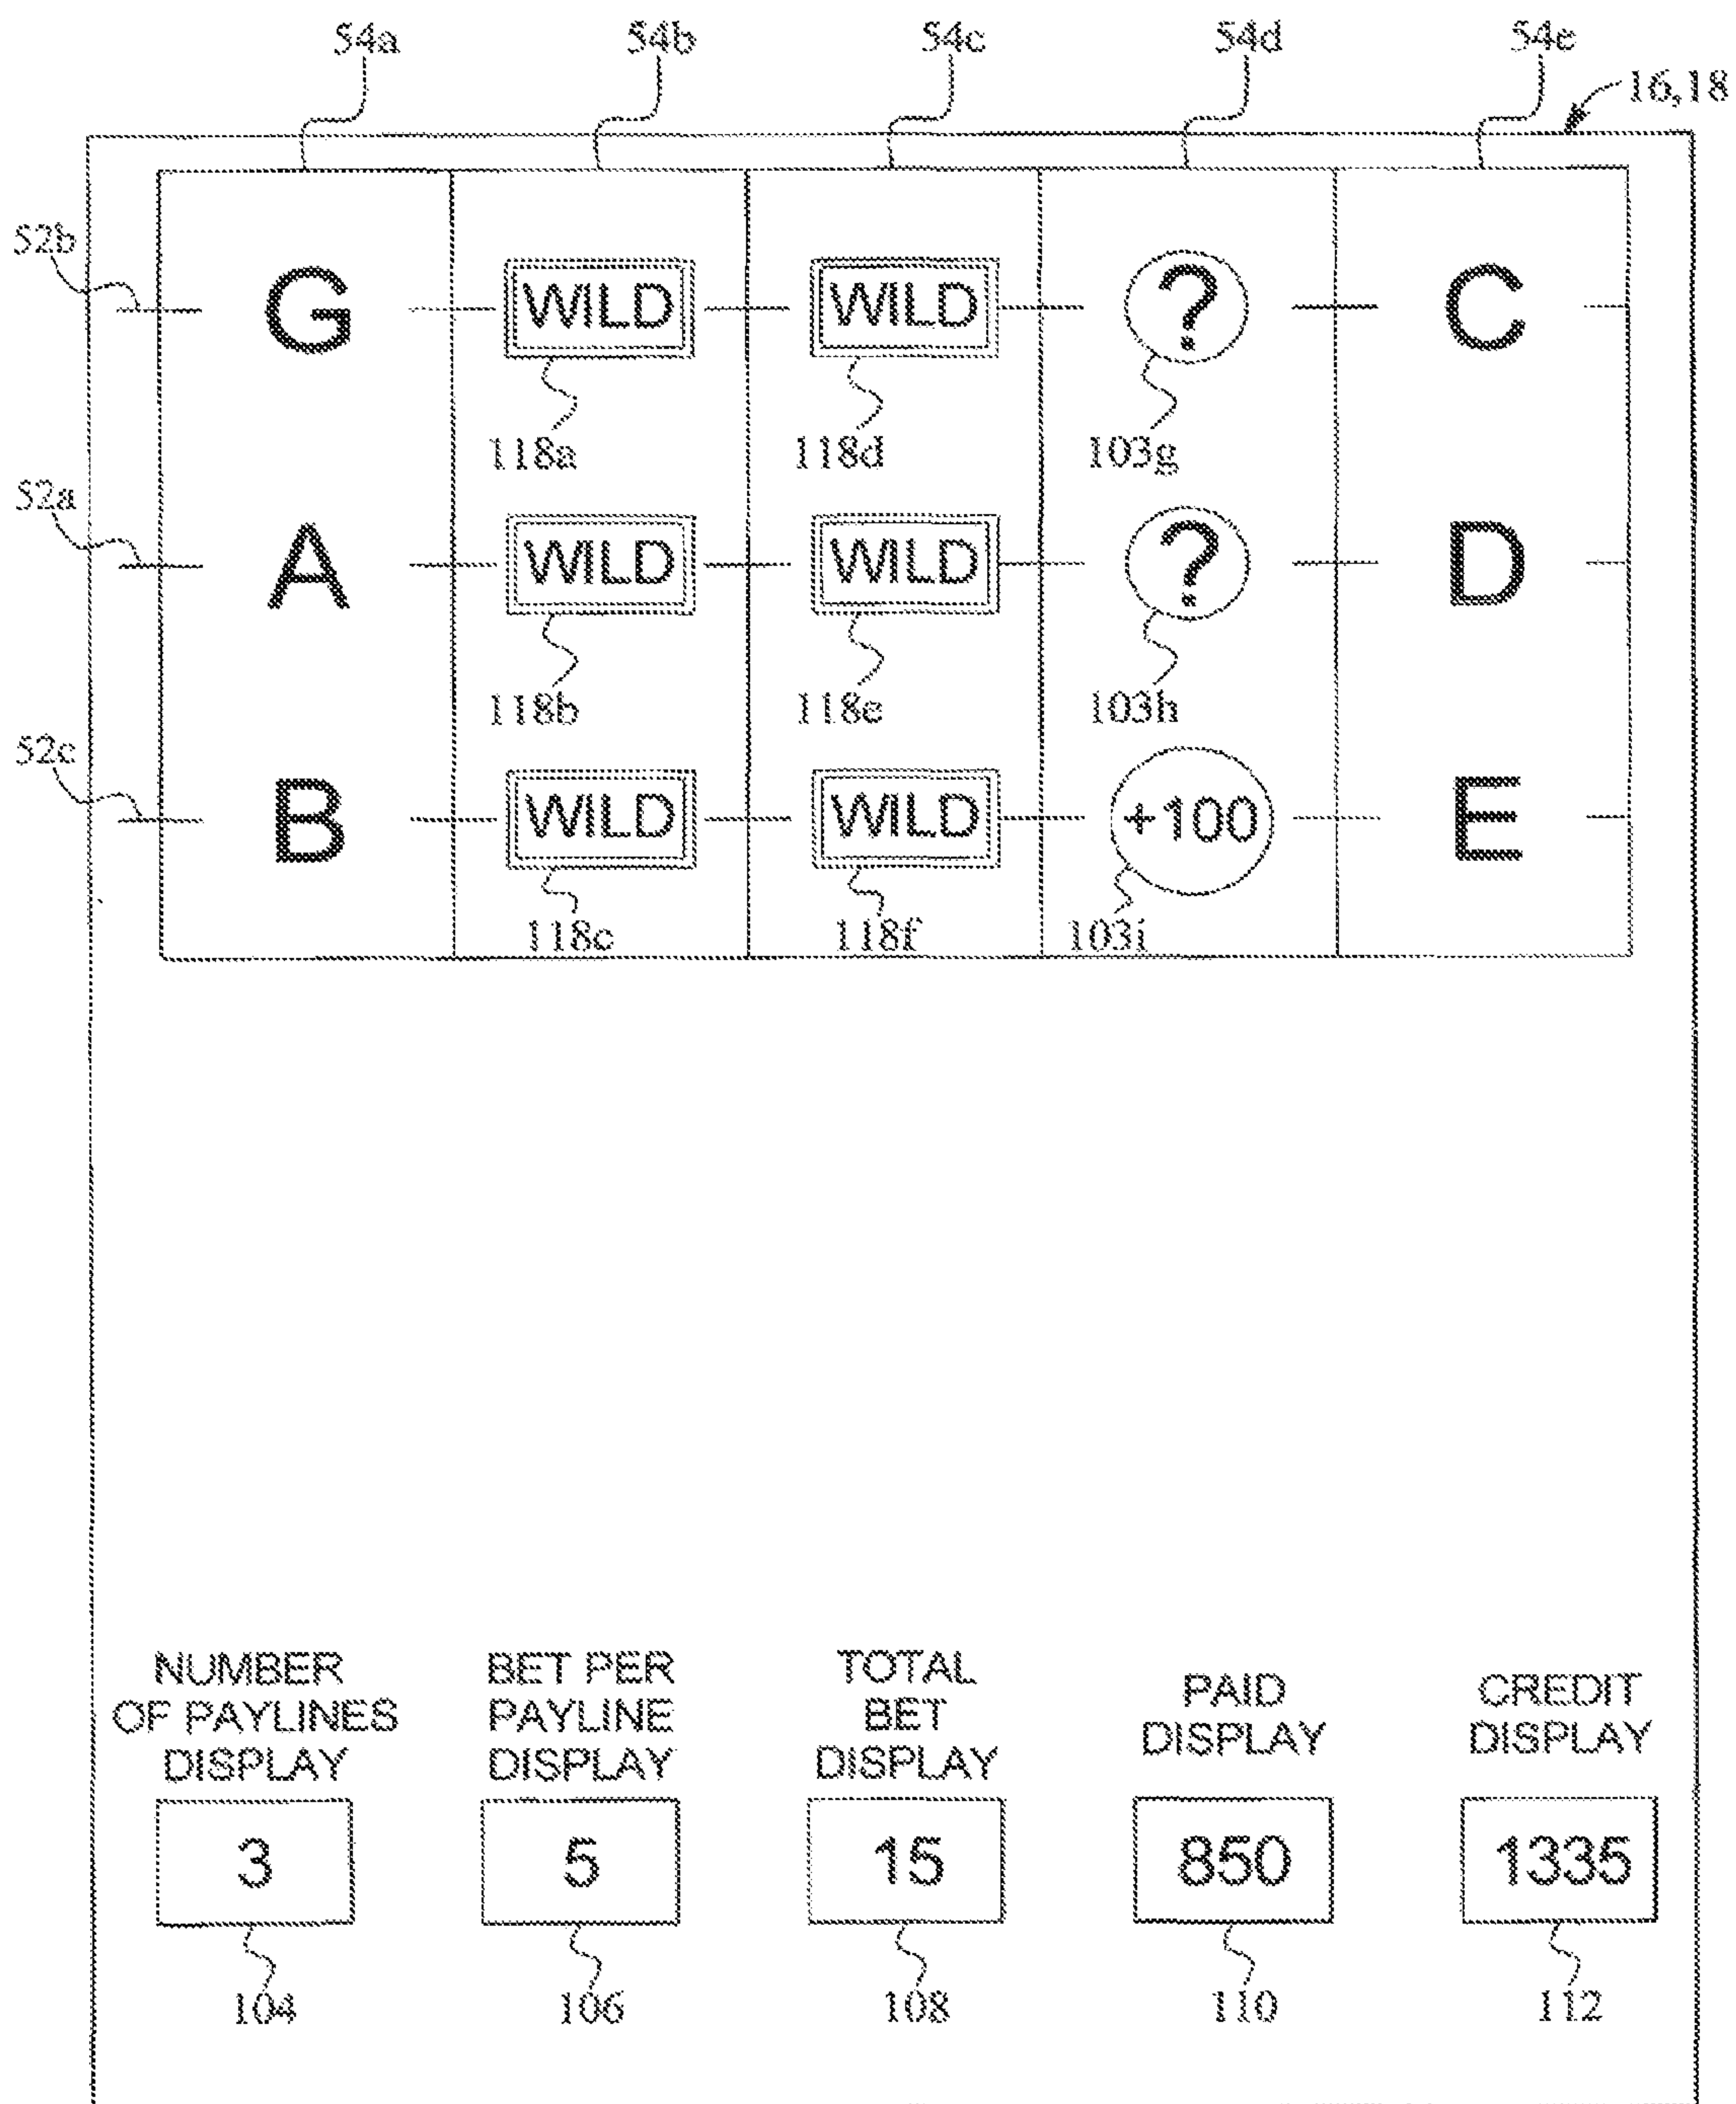 54a 54b 54c 54d 54e
16,18
52b G WILD WILD ? C
118a 118d 103g
52a A WILD WILD ? D
118b 118e 103h
52c B WILD WILD +100 E
118c 118f 103i
NUMBER OF PAYLINES DISPLAY
BET PER PAYLINE DISPLAY
TOTAL BET DISPLAY
PAID DISPLAY
CREDIT DISPLAY
3 5 15 850 1335
104 106 108 110 112